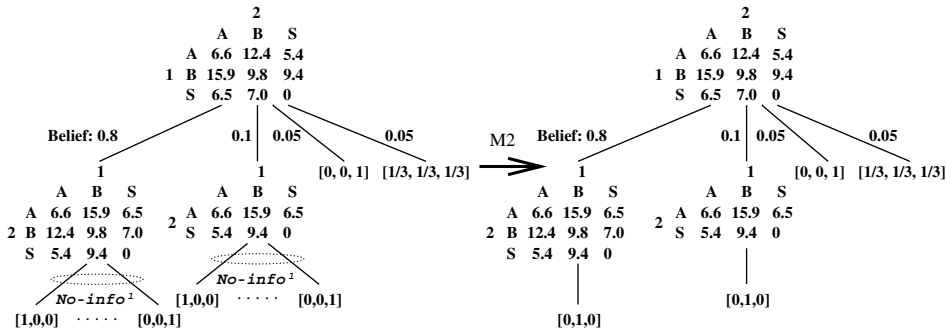 2 2
A B S A B S
A 6.6 12.4 5.4 A 6.6 12.4 5.4
1 B 15.9 9.8 9.4 1 B 15.9 9.8 9.4
S 6.5 7.0 0 S 6.5 7.0 0
Belief: 0.8 0.1 0.05 0.05 M2 Belief: 0.8 0.1 0.05 0.05
1 1 [0, 0, 1] [1/3, 1/3, 1/3] 1 1 [0, 0, 1] [1/3, 1/3, 1/3]
A B S A B S A B S A B S
A 6.6 15.9 6.5 A 6.6 15.9 6.5 A 6.6 15.9 6.5 A 6.6 15.9 6.5
2 B 12.4 9.8 7.0 2 S 5.4 9.4 0 2 B 12.4 9.8 7.0 2 S 5.4 9.4 0
S 5.4 9.4 0 S 5.4 9.4 0
No-info¹ No-info¹
[1,0,0] ..... [0,0,1] [1,0,0] ..... [0,0,1] [0,1,0] [0,1,0]